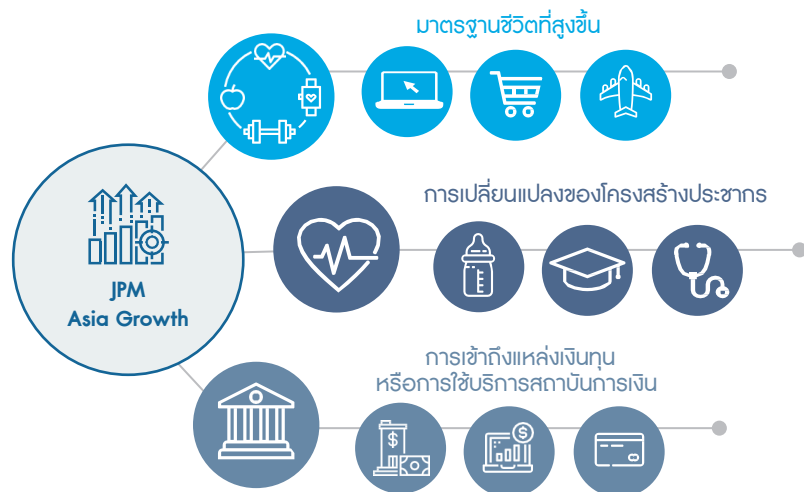 มาตรฐานชีวิตที่สูงขึ้น
การเปลี่ยนแปลงของโครงสร้างประชากร
JPM
Asia Growth
การเข้าถึงแหล่งเงินทุน
หรือการใช้บริการสถาบันการเงิน